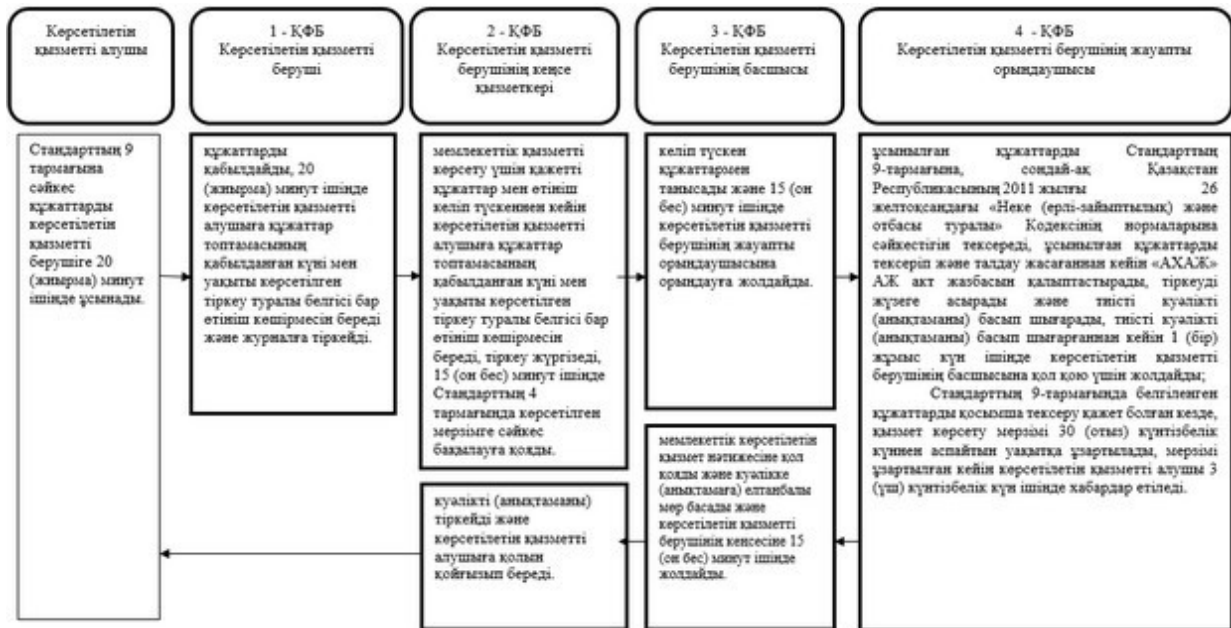 Көрсетілетін
қызметті алушы
1 - ҚФБ
Көрсетілетін қызметті
беруші
2 - ҚФБ
Көрсетілетін қызметті
берушінің кеңсе
қызметкері
3 - ҚФБ
Көрсетілетін қызметті
берушінің басшысы
4 - ҚФБ
Көрсетілетін қызметті берушінің жауапты
орындаушысы
Стандарттың 9
тармағына
сәйкес
құжаттарды
көрсетілетін
қызметті
берушіге 20
(жиырма) минут
ішінде ұсынады.
құжаттарды
қабылдайды, 20
(жиырма) минут ішінде
көрсетілетін қызметті
алушыға құжаттар
топтамасының
қабылданған күні мен
уақыты көрсетілген
тіркеу туралы белгісі бар
өтініш көшірмесін береді
және журналға тіркейді.
мемлекеттік қызметті
көрсету үшін қажетті
құжаттар мен өтініш
келіп түскеннен кейін
көрсетілетін қызметті
алушыға құжаттар
топтамасының
қабылданған күні мен
уақыты көрсетілген
тіркеу туралы белгісі бар
өтініш көшірмесін
береді, тіркеу жүргізеді,
15 (он бес) минут ішінде
Стандарттың 4
тармағында көрсетілген
мерзімге сәйкес
бақылауға қояды.
келіп түскен
құжаттармен
танысады және 15 (он
бес) минут ішінде
көрсетілетін қызметті
берушінің жауапты
орындаушысына
орындауға жолдайды.
ұсынылған құжаттарды Стандарттың
9-тармағына, сондай-ақ Қазақстан
Республикасының 2011 жылғы 26
желтоқсандағы «Неке (ерлі-зайыптылық) және
отбасы туралы» Кодексінің нормаларына
сәйкестігін тексереді, ұсынылған құжаттарды
тексеріп және талдау жасағаннан кейін «АХАЖ»
АЖ акт жазбасын қалыптастырады, тіркеуді
жүзеге асырады және тиісті куәлікті
(анықтаманы) басып шығарады, тиісті куәлікті
(анықтаманы) басып шығарғаннан кейін 1 (бір)
жұмыс күн ішінде көрсетілетін қызметті
берушінің басшысына қол қою үшін жолдайды;
Стандарттың 9-тармағында белгіленген
құжаттарды қосымша тексеру қажет болған кезде,
қызмет көрсету мерзімі 30 (отыз) күнтізбелік
күннен аспайтын уақытқа ұзартылады, мерзімі
ұзартылған кейін көрсетілетін қызметті алушы 3
(үш) күнтізбелік күн ішінде хабардар етіледі.
мемлекеттік көрсетілетін
қызмет нәтижесіне қол
қояды және куәлікке
(анықтамаға) елтаңбалы
мөр басады және
көрсетілетін қызметті
берушінің кеңсесіне 15
(он бес) минут ішінде
жолдайды.
куәлікті (анықтаманы)
тіркейді және
көрсетілетін қызметті
алушыға қолын
қойғызып береді.